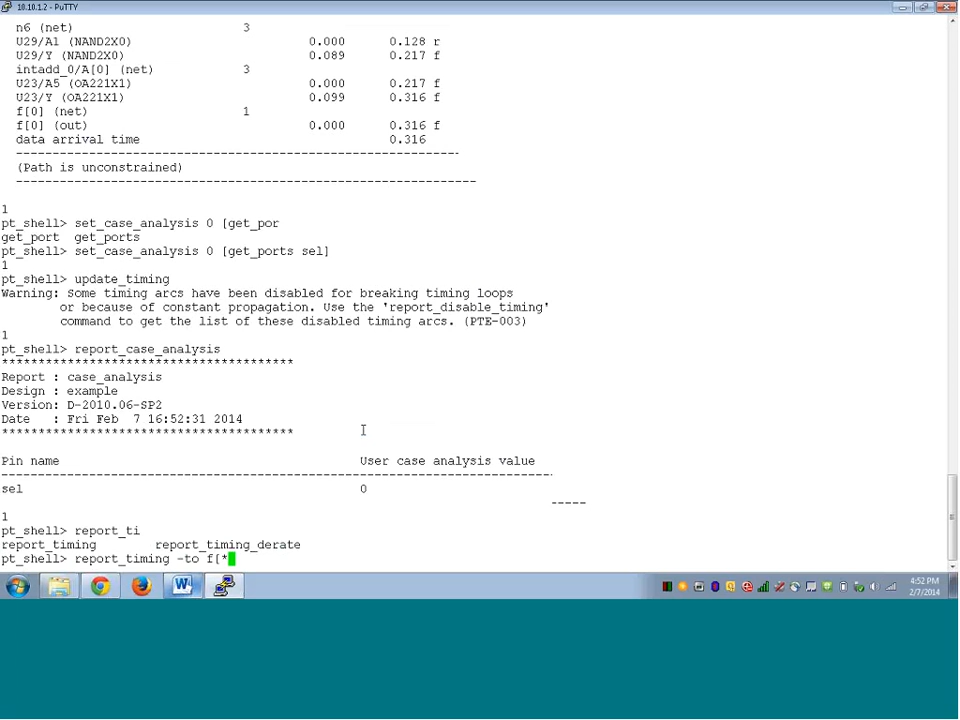 10.10.1.2 - PuTTY
n6 (net) 3
U29/A1 (NAND2X0) 0.000 0.128 r
U29/Y (NAND2X0) 0.089 0.217 f
intadd_0/A[0] (net) 3
U23/A5 (OA221X1) 0.000 0.217 f
U23/Y (OA221X1) 0.099 0.316 f
f[0] (net) 1
f[0] (out) 0.000 0.316 f
data arrival time 0.316
-------------------------------------------------------------
(Path is unconstrained)
---------------------------------------------------------------
1
pt_shell> set_case_analysis 0 [get_por
get_port get_ports
pt_shell> set_case_analysis 0 [get_ports sel]
1
pt_shell> update_timing
Warning: Some timing arcs have been disabled for breaking timing loops
or because of constant propagation. Use the 'report_disable_timing'
command to get the list of these disabled timing arcs. (PTE-003)
1
pt_shell> report_case_analysis
****************************************
Report : case_analysis
Design : example
Version: D-2010.06-SP2
Date : Fri Feb 7 16:52:31 2014
****************************************
Pin name User case analysis value
---------------------------------------------------------------------------
sel 0
-----
1
pt_shell> report_ti
report_timing report_timing_derate
pt_shell> report_timing -to f[*
4:52 PM
2/7/2014